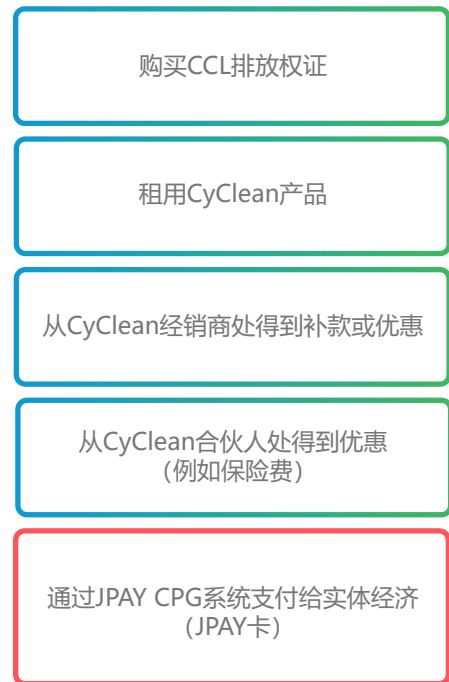 购买CCL排放权证
租用CyClean产品
从CyClean经销商处得到补款或优惠
从CyClean合伙人处得到优惠
（例如保险费）
通过JPAY CPG系统支付给实体经济
（JPAY卡）